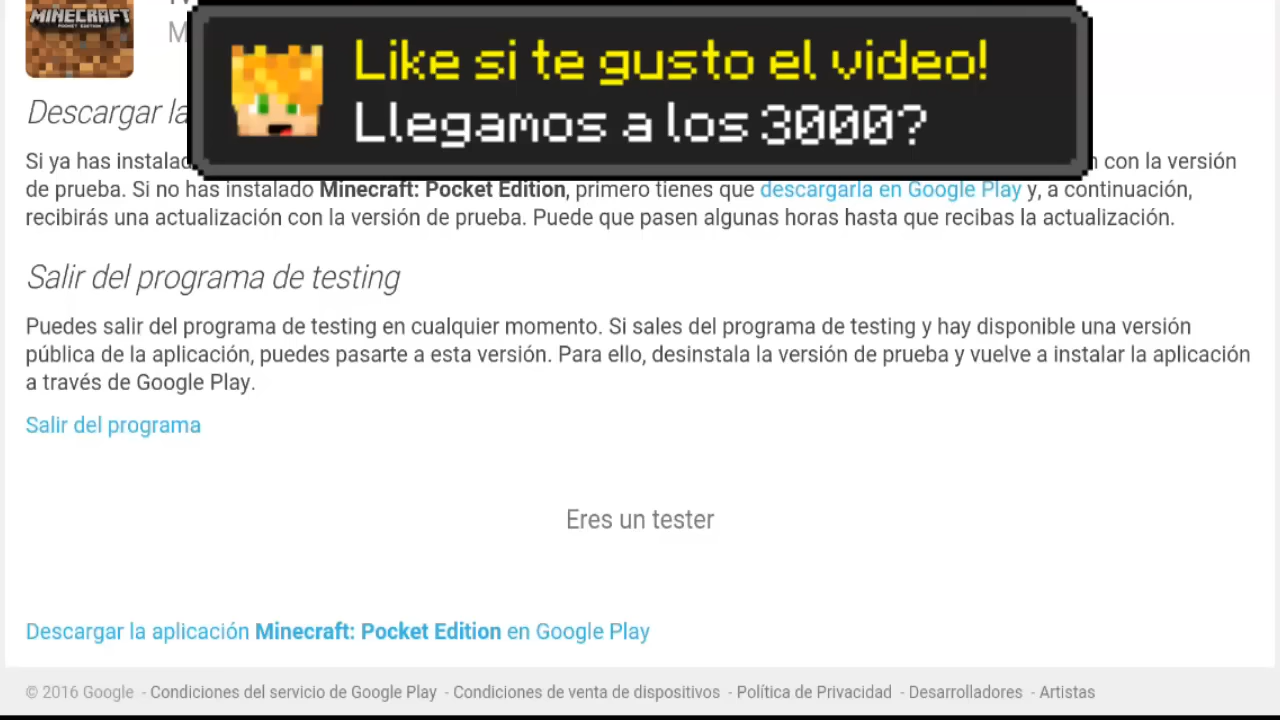 MINECRAFT
POCKET EDITION
M
Like si te gusto el video!
Llegamos a los 3000?
Descargar la
Si ya has instalad n con la versión
de prueba. Si no has instalado Minecraft: Pocket Edition, primero tienes que descargarla en Google Play y, a continuación,
recibirás una actualización con la versión de prueba. Puede que pasen algunas horas hasta que recibas la actualización.
Salir del programa de testing
Puedes salir del programa de testing en cualquier momento. Si sales del programa de testing y hay disponible una versión
pública de la aplicación, puedes pasarte a esta versión. Para ello, desinstala la versión de prueba y vuelve a instalar la aplicación
a través de Google Play.
Salir del programa
Eres un tester
Descargar la aplicación Minecraft: Pocket Edition en Google Play
© 2016 Google - Condiciones del servicio de Google Play - Condiciones de venta de dispositivos - Política de Privacidad - Desarrolladores - Artistas